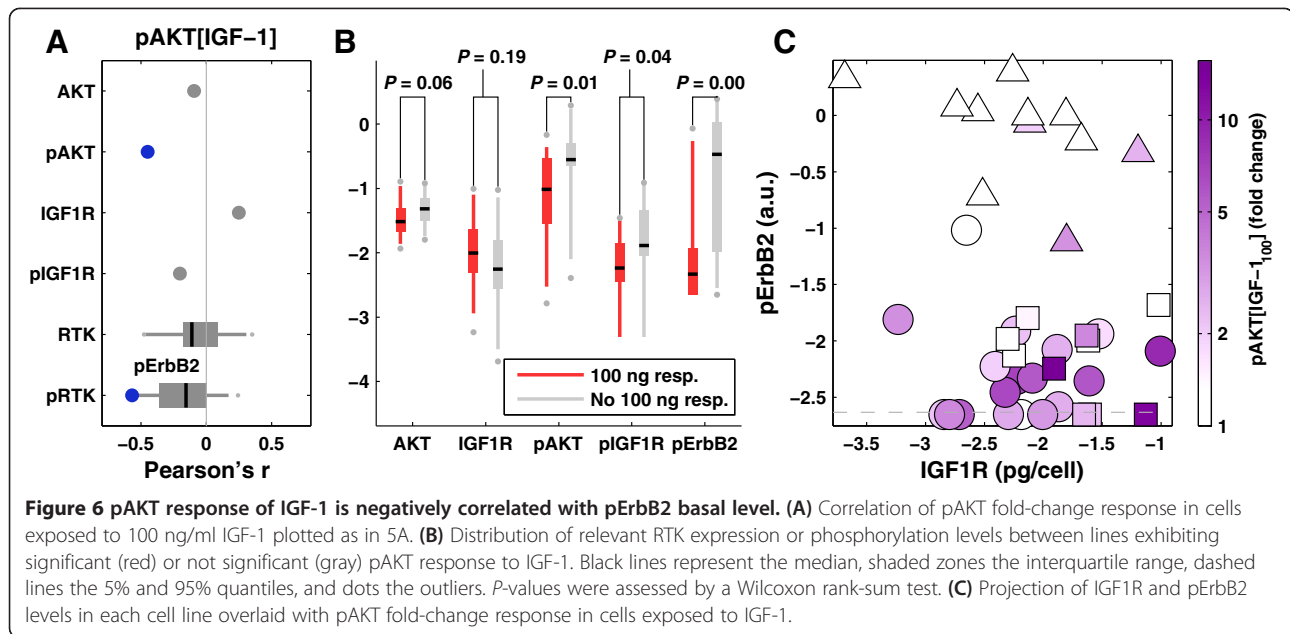 A
pAKT[IGF-1]
AKT
pAKT
IGF1R
pIGF1R
RTK
pErbB2
pRTK
−0.5 0 0.5
Pearson's r
B
P = 0.06
P = 0.19
P = 0.01
P = 0.04
P = 0.00
0
−1
−2
−3
−4
100 ng resp.
No 100 ng resp.
AKT IGF1R pAKT pIGF1R pErbB2
C
pErbB2 (a.u.)
0
−0.5
−1
−1.5
−2
−2.5
−3.5 −3 −2.5 −2 −1.5 −1
IGF1R (pg/cell)
10
5
2
1
pAKT[IGF-1100] (fold change)
Figure 6 pAKT response of IGF-1 is negatively correlated with pErbB2 basal level. (A) Correlation of pAKT fold-change response in cells
exposed to 100 ng/ml IGF-1 plotted as in 5A. (B) Distribution of relevant RTK expression or phosphorylation levels between lines exhibiting
significant (red) or not significant (gray) pAKT response to IGF-1. Black lines represent the median, shaded zones the interquartile range, dashed
lines the 5% and 95% quantiles, and dots the outliers. P-values were assessed by a Wilcoxon rank-sum test. (C) Projection of IGF1R and pErbB2
levels in each cell line overlaid with pAKT fold-change response in cells exposed to IGF-1.